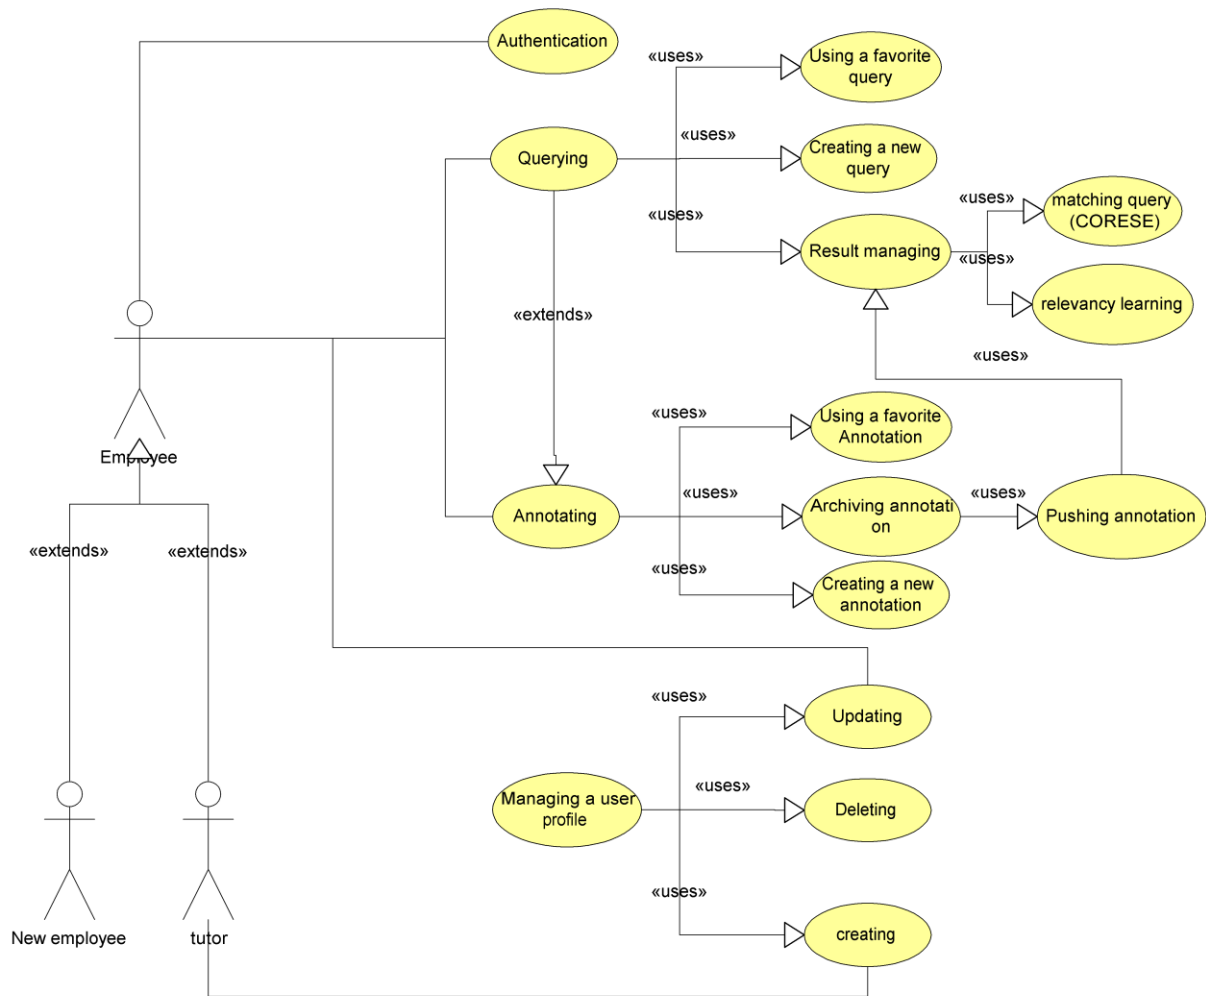 Authentication
«uses»
Using a favorite
query
«uses»
Querying
Creating a new
query
«uses»
Result managing
«uses»
matching query
(CORESE)
«uses»
relevancy learning
«extends»
«uses»
«uses»
Using a favorite
Annotation
Employee
«uses»
Annotating
Archiving annotati
on
«uses»
Pushing annotation
«extends»
«extends»
«uses»
Creating a new
annotation
«uses»
Updating
«uses»
Managing a user
profile
Deleting
«uses»
creating
New employee
tutor